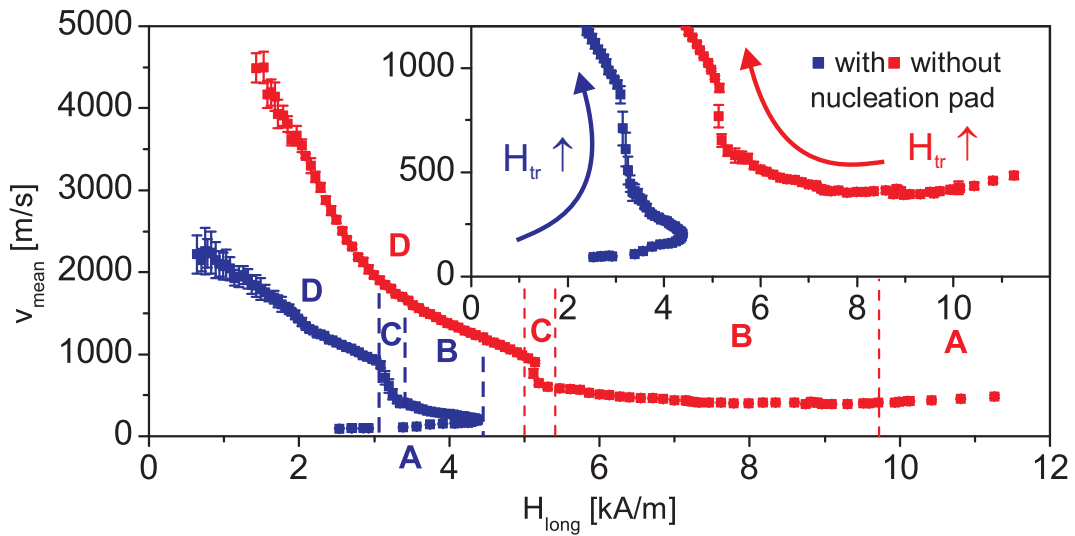 5000
4000
3000
2000
1000
0
v_mean [m/s]
1000
500
0
with without
nucleation pad
H_tr ↑
H_tr ↑
0 2 4 6 8 10
D
D
C
B
A
C
B
A
0 2 4 6 8 10 12
H_long [kA/m]